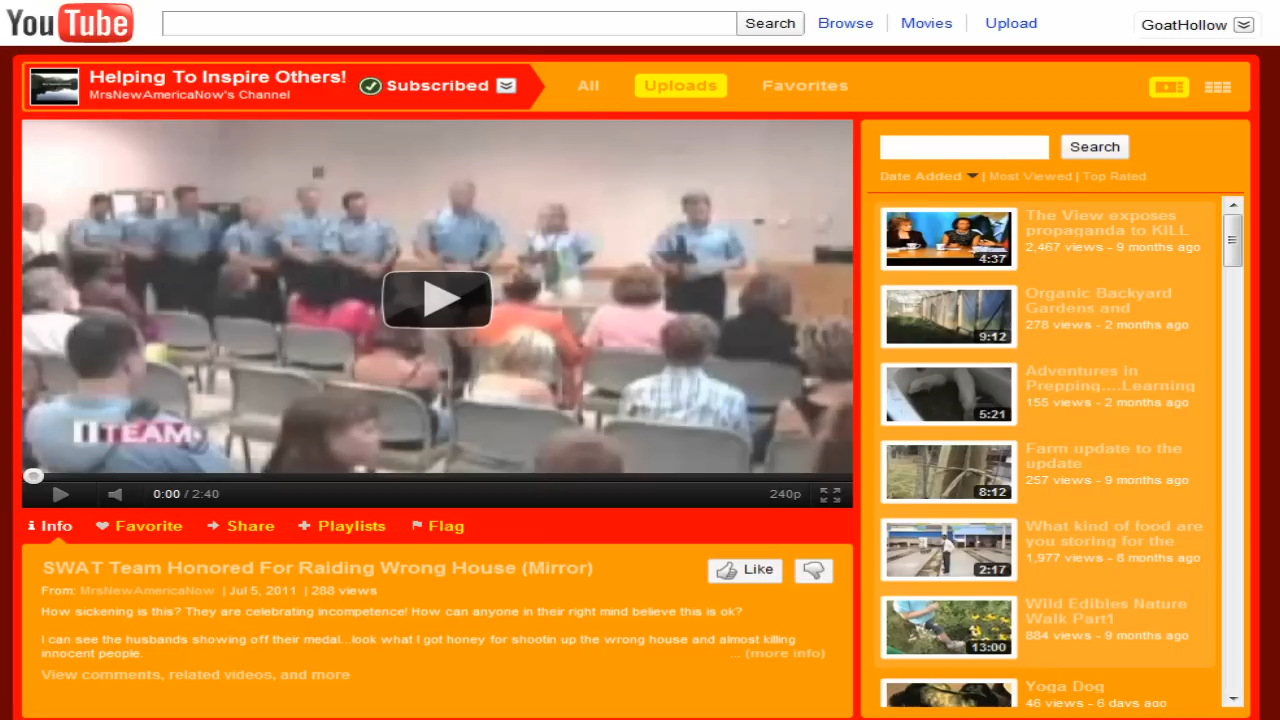 YouTube
Search
Browse
Movies
Upload
GoatHollow
Helping To Inspire Others!
MrsNewAmericaNow's Channel
Subscribed
All
Uploads
Favorites
Search
Date Added | Most Viewed | Top Rated
The View exposes
propaganda to KILL
2,467 views - 9 months ago
4:37
Organic Backyard
Gardens and
278 views - 2 months ago
9:12
Adventures in
Prepping....Learning
155 views - 2 months ago
5:21
Farm update to the
update
257 views - 9 months ago
8:12
What kind of food are
you storing for the
1,977 views - 8 months ago
2:17
Wild Edibles Nature
Walk Part1
884 views - 9 months ago
13:00
Yoga Dog
46 views - 6 days ago
I TEAM
0:00 / 2:40
240p
Info
Favorite
Share
Playlists
Flag
SWAT Team Honored For Raiding Wrong House (Mirror)
Like
From: MrsNewAmericaNow | Jul 5, 2011 | 288 views
How sickening is this? They are celebrating incompetence! How can anyone in their right mind believe this is ok?
I can see the husbands showing off their medal...look what I got honey for shootin up the wrong house and almost killing
innocent people.
... (more info)
View comments, related videos, and more